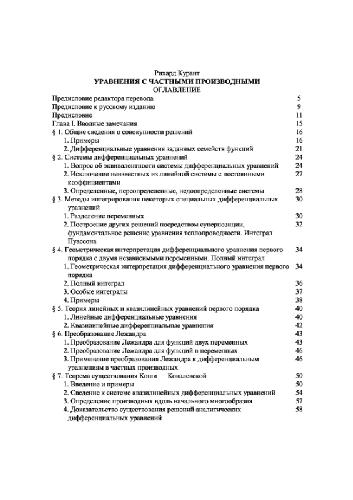 Рихард Курант
УРАВНЕНИЯ С ЧАСТНЫМИ ПРОИЗВОДНЫМИ
ОГЛАВЛЕНИЕ
Предисловие редактора перевода 5
Предисловие к русскому изданию 9
Предисловие 11
Глава I. Вводные замечания 15
§ 1. Общие сведения о совокупности решений 16
1. Примеры 16
2. Дифференциальные уравнения заданных семейств функций 21
§ 2. Системы дифференциальных уравнений 24
1. Вопрос об эквивалентности системы дифференциальных уравнений 24
2. Исключение неизвестных из линейной системы с постоянными 27
коэффициентами
3. Определенные, переопределенные, недоопределенные системы 28
§ 3. Методы интегрирования некоторых специальных дифференциальных 30
уравнений
1. Разделение переменных 30
2. Построение других решений посредством суперпозиции, 32
фундаментальное решение уравнения теплопроводности. Интеграл
Пуассона
§ 4. Геометрическая интерпретация дифференциального уравнения первого 34
порядка с двумя независимыми переменными. Полный интеграл
1. Геометрическая интерпретация дифференциального уравнения первого 34
порядка
2. Полный интеграл 36
3. Особые интегралы 37
4. Примеры 38
§ 5. Теория линейных и квазилинейных уравнений первого порядка 40
1. Линейные дифференциальные уравнения 40
2. Квазилинейные дифференциальные уравнения 42
§ 6. Преобразование Лежандра 43
1. Преобразование Лежандра для функций двух переменных 43
2. Преобразование Лежандра для функций n переменных 46
3. Применение преобразования Лежандра к дифференциальным 46
уравнениям в частных производных
§ 7. Теорема существования Коши Ковалевской 50
1. Введение и примеры 50
2. Сведение к системе квазилинейных дифференциальных уравнений 54
3. Определение производных вдоль начального многообразия 57
4. Доказательство существования решений аналитических 58
дифференциальных уравнений